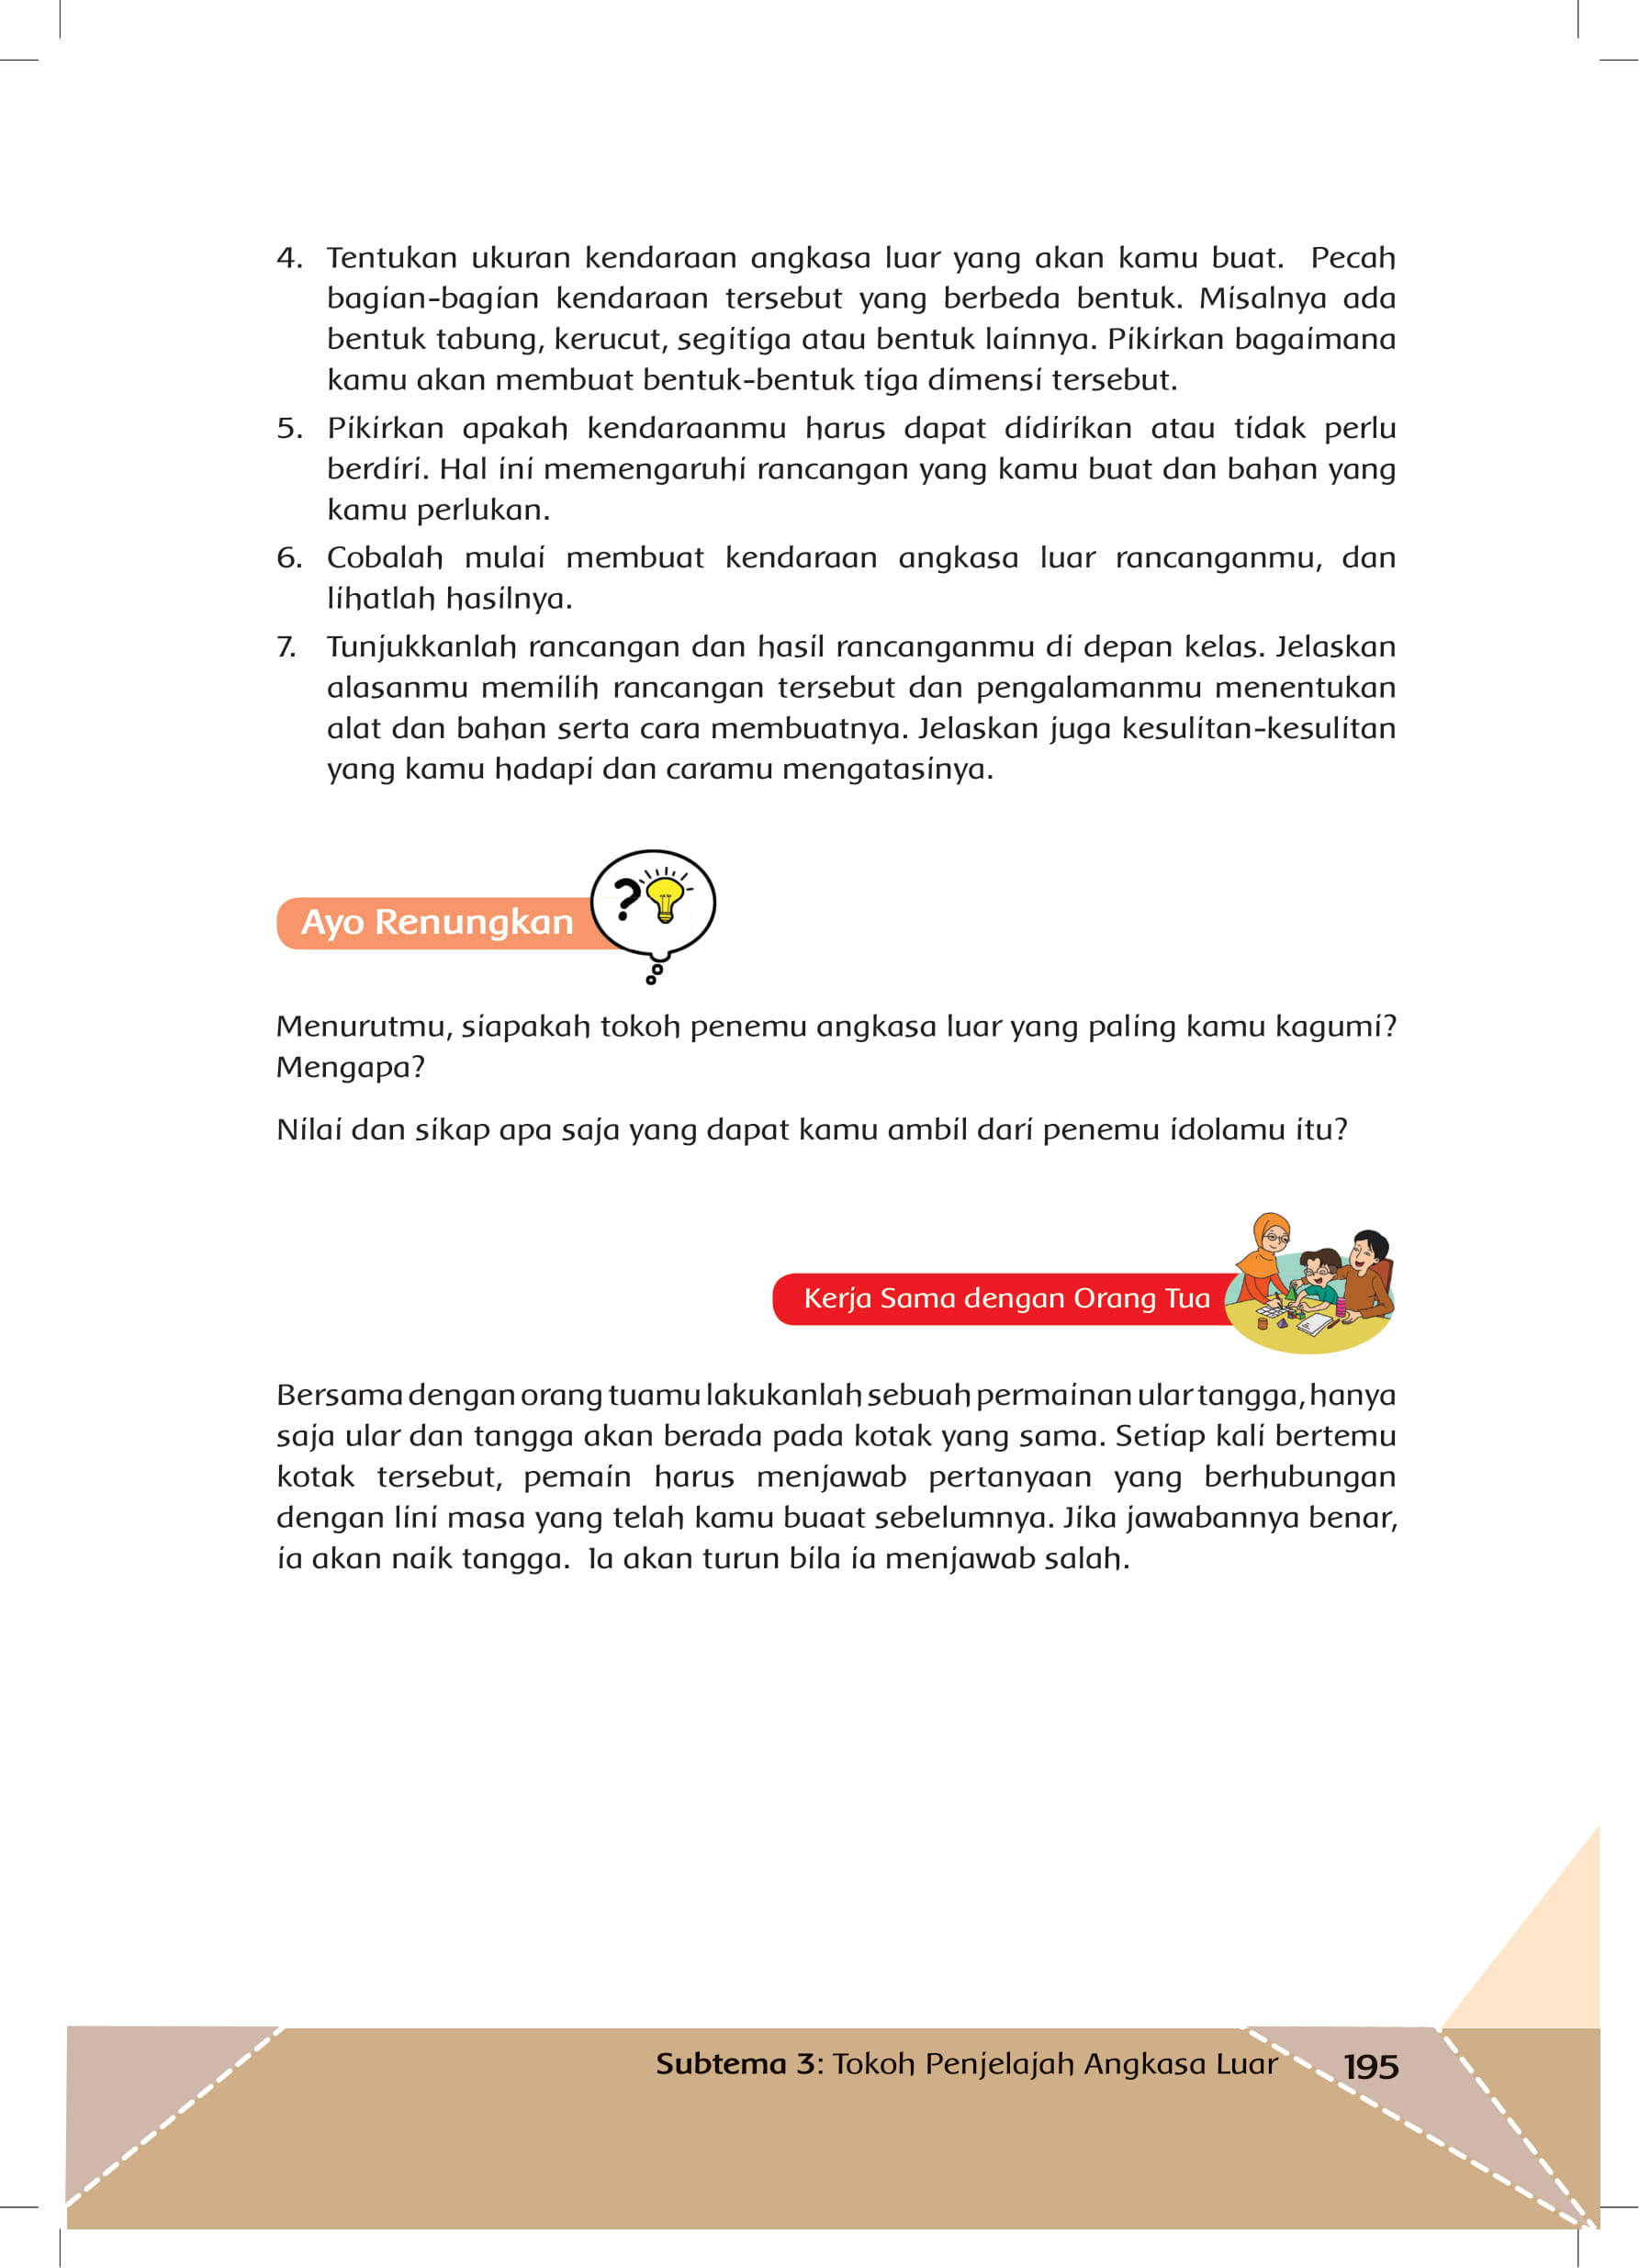 4. Tentukan ukuran kendaraan angkasa luar yang akan kamu buat. Pecah
bagian-bagian kendaraan tersebut yang berbeda bentuk. Misalnya ada
bentuk tabung, kerucut, segitiga atau bentuk lainnya. Pikirkan bagaimana
kamu akan membuat bentuk-bentuk tiga dimensi tersebut.
5. Pikirkan apakah kendaraanmu harus dapat didirikan atau tidak perlu
berdiri. Hal ini memengaruhi rancangan yang kamu buat dan bahan yang
kamu perlukan.
6. Cobalah mulai membuat kendaraan angkasa luar rancanganmu, dan
lihatlah hasilnya.
7. Tunjukkanlah rancangan dan hasil rancanganmu di depan kelas. Jelaskan
alasanmu memilih rancangan tersebut dan pengalamanmu menentukan
alat dan bahan serta cara membuatnya. Jelaskan juga kesulitan-kesulitan
yang kamu hadapi dan caramu mengatasinya.
?
Ayo Renungkan
Menurutmu, siapakah tokoh penemu angkasa luar yang paling kamu kagumi?
Mengapa?
Nilai dan sikap apa saja yang dapat kamu ambil dari penemu idolamu itu?
Kerja Sama dengan Orang Tua
Bersama dengan orang tuamu lakukanlah sebuah permainan ular tangga, hanya
saja ular dan tangga akan berada pada kotak yang sama. Setiap kali bertemu
kotak tersebut, pemain harus menjawab pertanyaan yang berhubungan
dengan lini masa yang telah kamu buaat sebelumnya. Jika jawabannya benar,
ia akan naik tangga. Ia akan turun bila ia menjawab salah.
Subtema 3: Tokoh Penjelajah Angkasa Luar 195